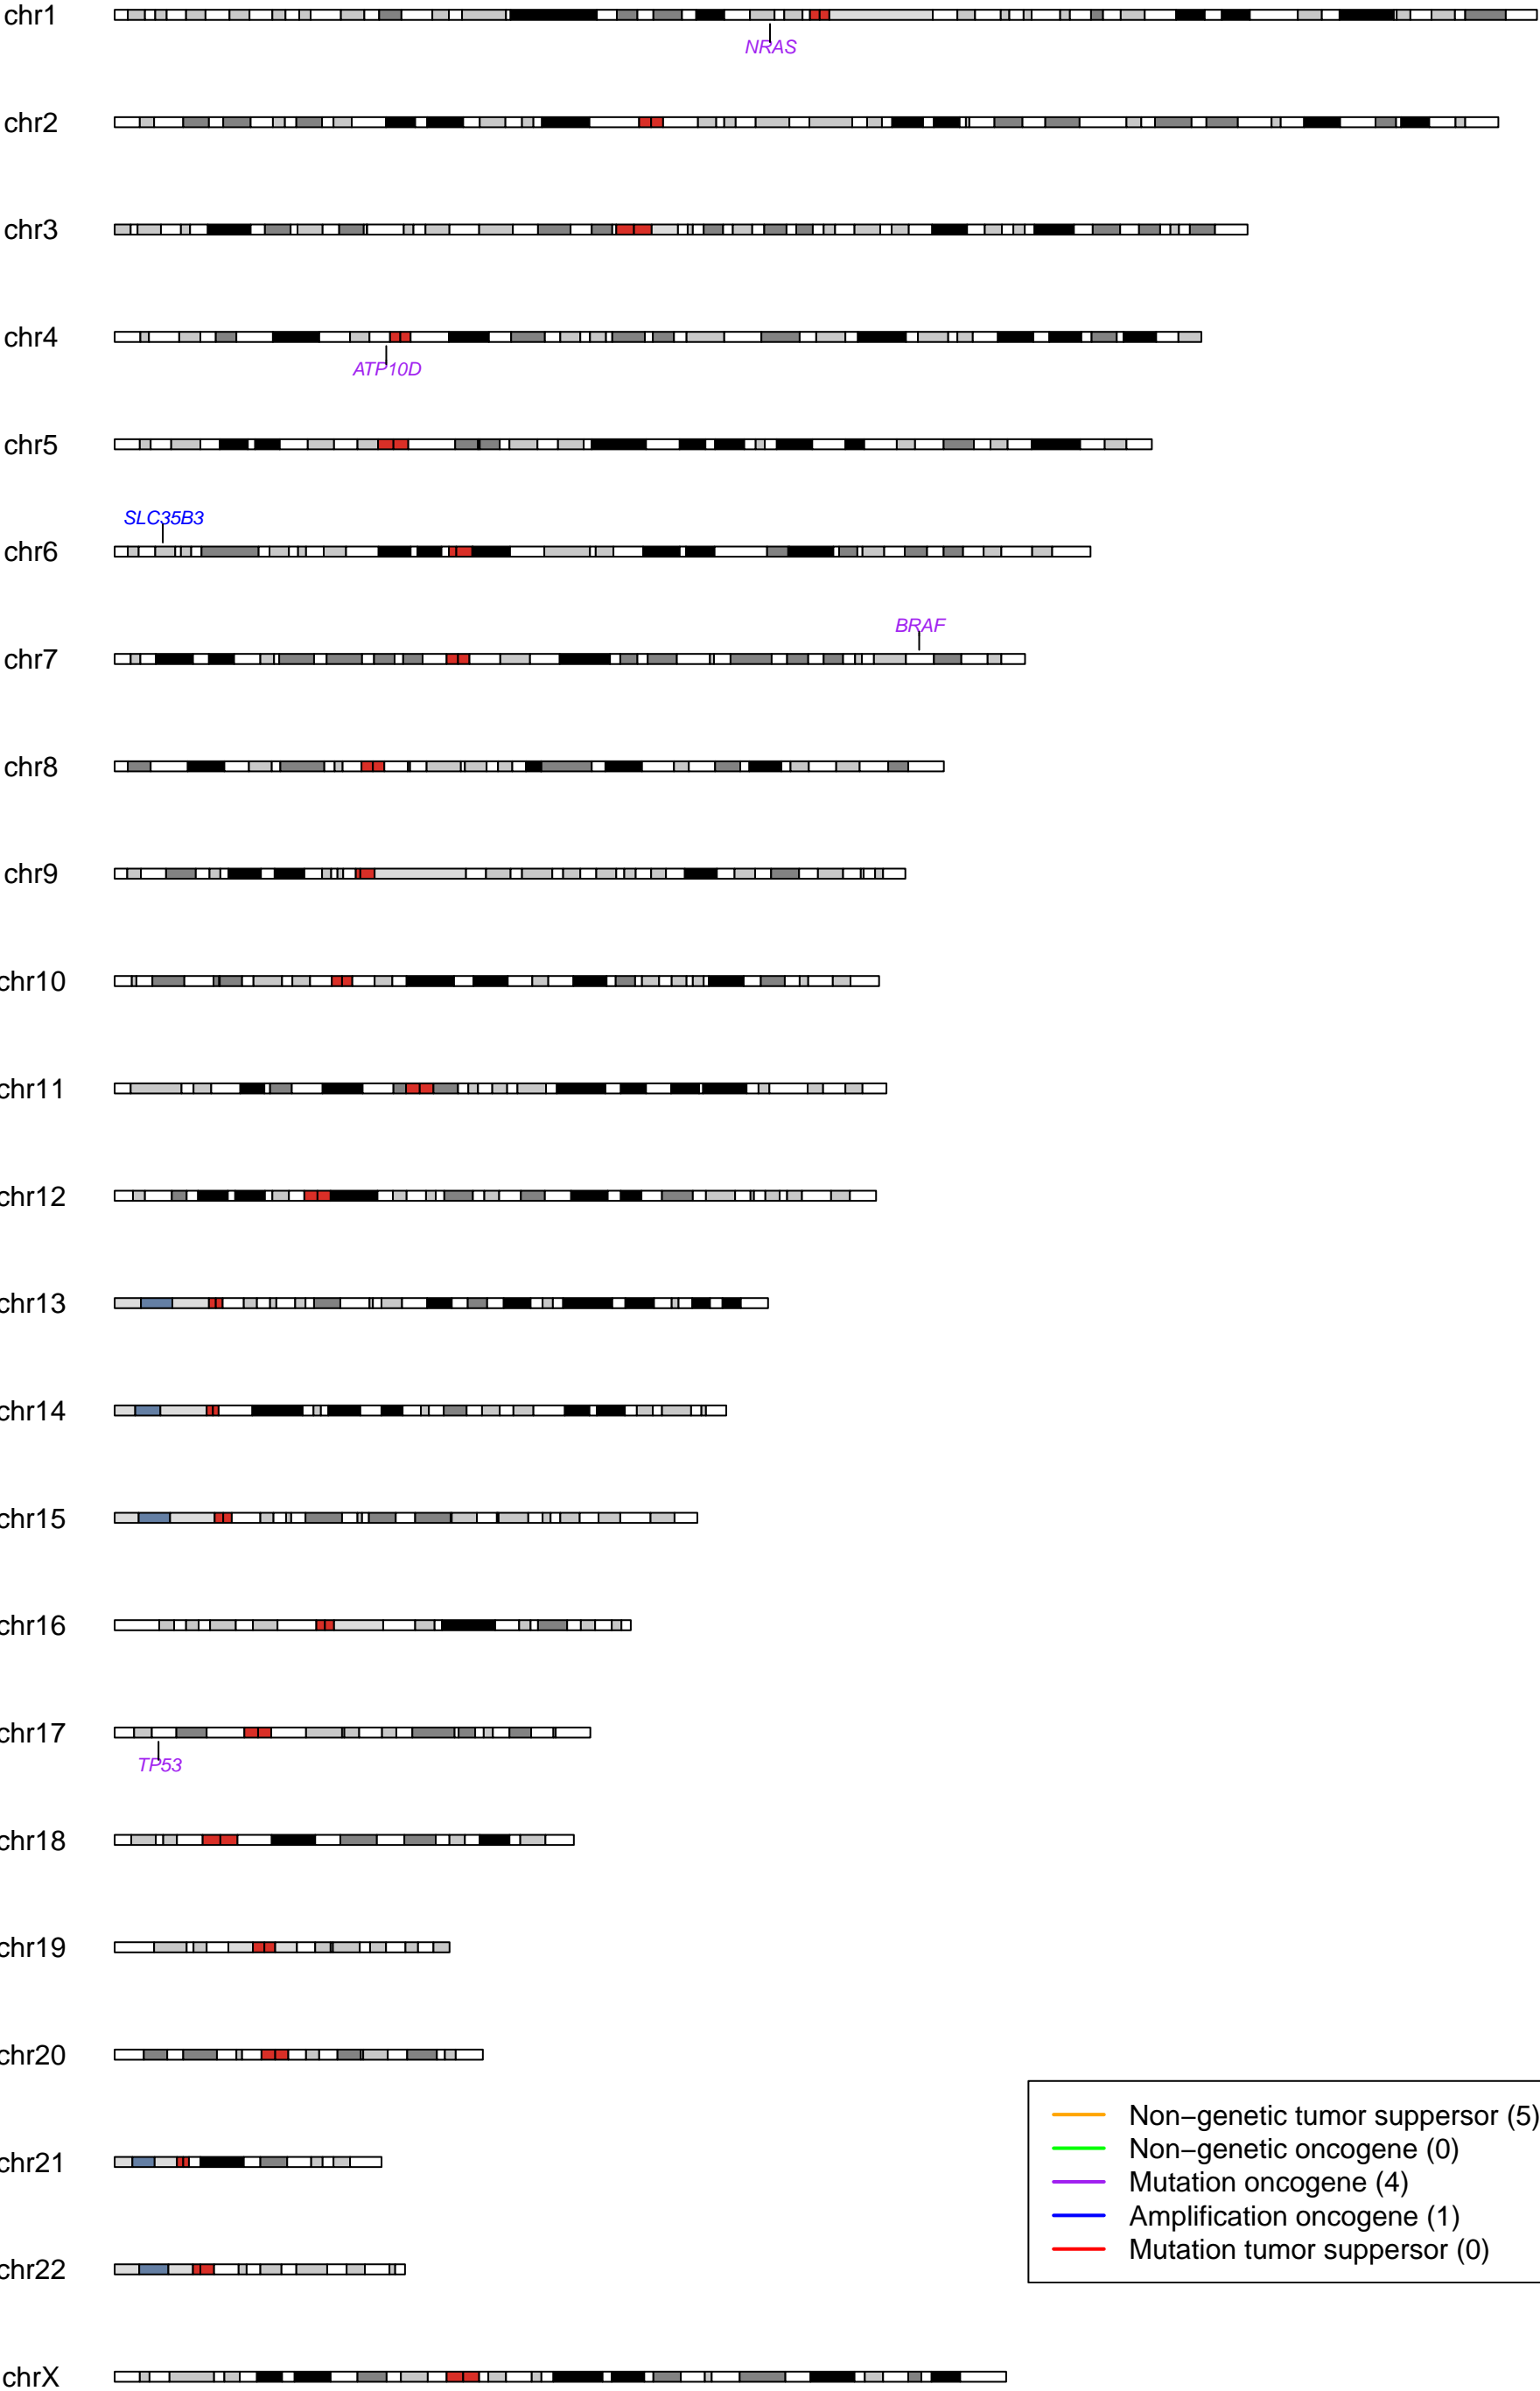 chr1
NRAS
chr2
chr3
chr4
ATP10D
chr5
SLC35B3
chr6
BRAF
chr7
chr8
chr9
chr10
chr11
chr12
chr13
chr14
chr15
chr16
chr17
TP53
chr18
chr19
chr20
Non−genetic tumor suppersor (5)
Non−genetic oncogene (0)
chr21
Mutation oncogene (4)
Amplification oncogene (1)
Mutation tumor suppersor (0)
chr22
chrX